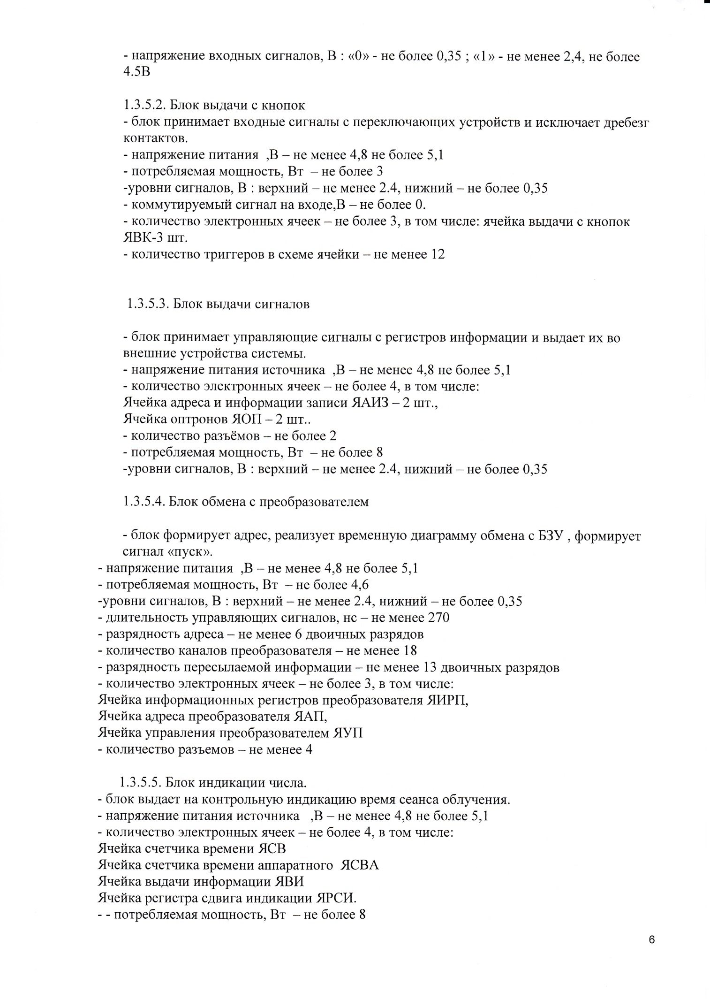 - напряжение входных сигналов, В : «0» - не более 0,35 ; «1» - не менее 2,4, не более
4.5В
1.3.5.2. Блок выдачи с кнопок
- блок принимает входные сигналы с переключающих устройств и исключает дребезг
контактов.
- напряжение питания ,В – не менее 4,8 не более 5,1
- потребляемая мощность, Вт – не более 3
-уровни сигналов, В : верхний – не менее 2.4, нижний – не более 0,35
- коммутируемый сигнал на входе,В – не более 0.
- количество электронных ячеек – не более 3, в том числе: ячейка выдачи с кнопок
ЯВК-3 шт.
- количество триггеров в схеме ячейки – не менее 12
1.3.5.3. Блок выдачи сигналов
- блок принимает управляющие сигналы с регистров информации и выдает их во
внешние устройства системы.
- напряжение питания источника ,В – не менее 4,8 не более 5,1
- количество электронных ячеек – не более 4, в том числе:
Ячейка адреса и информации записи ЯАИЗ – 2 шт.,
Ячейка оптронов ЯОП – 2 шт..
- количество разъёмов – не более 2
- потребляемая мощность, Вт – не более 8
-уровни сигналов, В : верхний – не менее 2.4, нижний – не более 0,35
1.3.5.4. Блок обмена с преобразователем
- блок формирует адрес, реализует временную диаграмму обмена с БЗУ , формирует
сигнал «пуск».
- напряжение питания ,В – не менее 4,8 не более 5,1
- потребляемая мощность, Вт – не более 4,6
-уровни сигналов, В : верхний – не менее 2.4, нижний – не более 0,35
- длительность управляющих сигналов, нс – не менее 270
- разрядность адреса – не менее 6 двоичных разрядов
- количество каналов преобразователя – не менее 18
- разрядность пересылаемой информации – не менее 13 двоичных разрядов
- количество электронных ячеек – не более 3, в том числе:
Ячейка информационных регистров преобразователя ЯИРП,
Ячейка адреса преобразователя ЯАП,
Ячейка управления преобразователем ЯУП
- количество разъемов – не менее 4
1.3.5.5. Блок индикации числа.
- блок выдает на контрольную индикацию время сеанса облучения.
- напряжение питания источника ,В – не менее 4,8 не более 5,1
- количество электронных ячеек – не более 4, в том числе:
Ячейка счетчика времени ЯСВ
Ячейка счетчика времени аппаратного ЯСВА
Ячейка выдачи информации ЯВИ
Ячейка регистра сдвига индикации ЯРСИ.
- - потребляемая мощность, Вт – не более 8
6